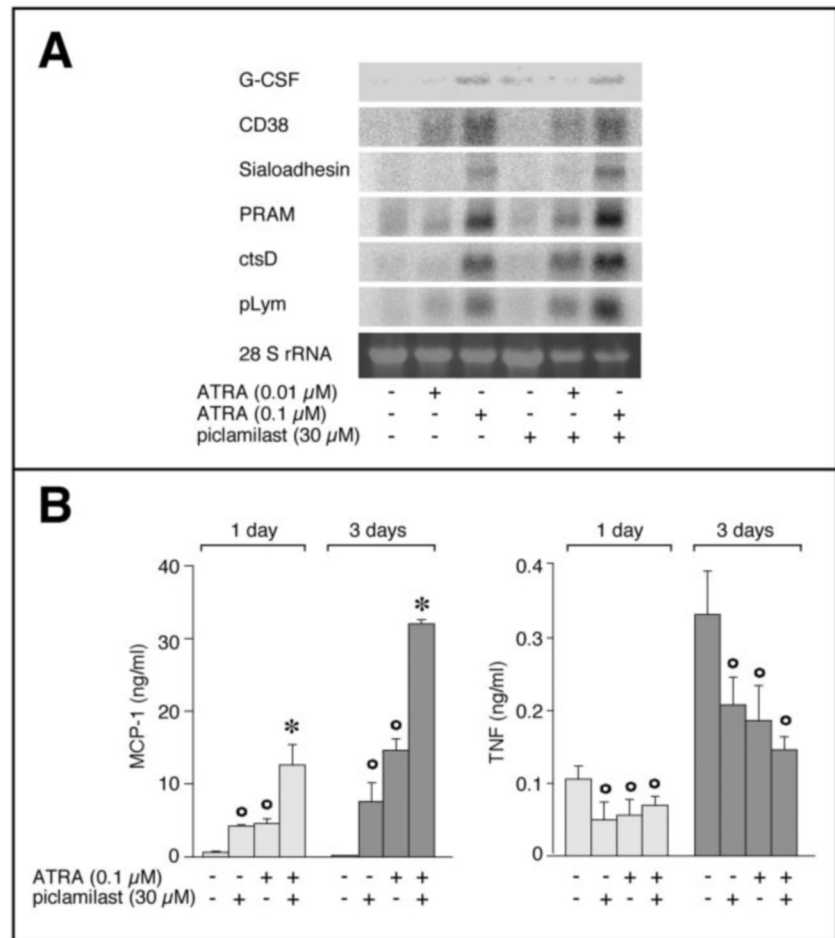 A
G-CSF
CD38
Sialoadhesin
PRAM
ctsD
pLym
28 S rRNA
ATRA (0.01 µM) - + - - + -
ATRA (0.1 µM) - - + - - +
piclamilast (30 µM) - - - + + +
B
1 day 3 days
MCP-1 (ng/ml)
40
30
20
10
0
* *
o o o o
ATRA (0.1 µM) - - + + - - + +
piclamilast (30 µM) - + - + - + - +
1 day 3 days
TNF (ng/ml)
0.4
0.3
0.2
0.1
0
o o o o o o
- - + + - - + +
- + - + - + - +